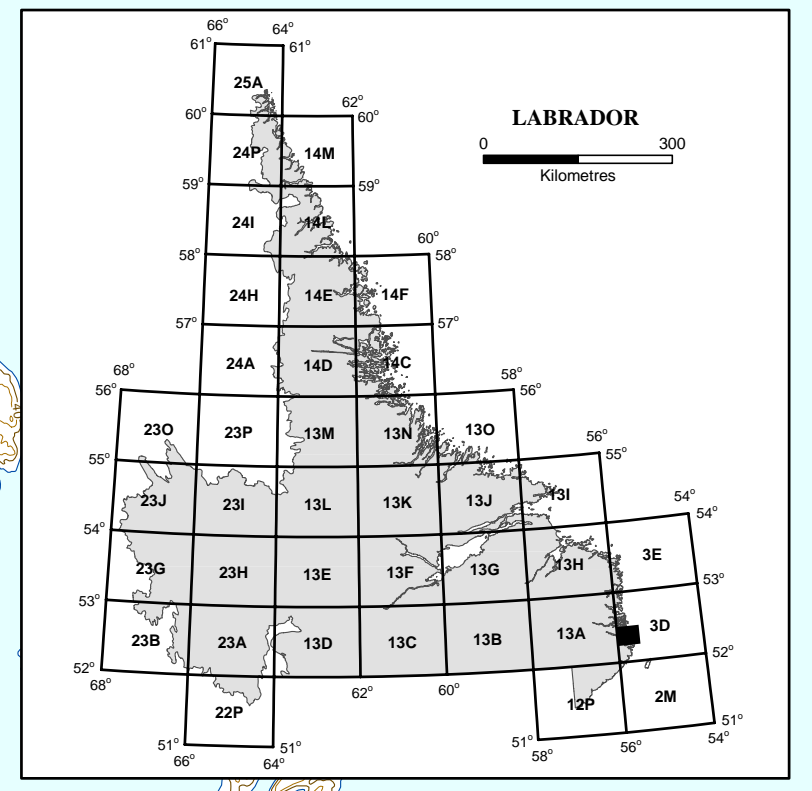 66° 64°
61° 61°
25A
62°
60° 60°
LABRADOR
0 300
Kilometres
24P 14M
59° 59°
24I 14L
60°
58° 58°
24H 14E 14F
57° 57°
24A 14D 14C
68° 58°
56° 56°
23O 23P 13M 13N 13O
56°
55° 55°
23J 23I 13L 13K 13J 13I
54°
54° 54°
23G 23H 13E 13F 13G 13H 3E
53° 53°
23B 23A 13D 13C 13B 13A 3D
52° 52°
68° 62° 60°
22P 12P 2M
51° 51° 51° 51°
66° 64° 58° 56° 54°